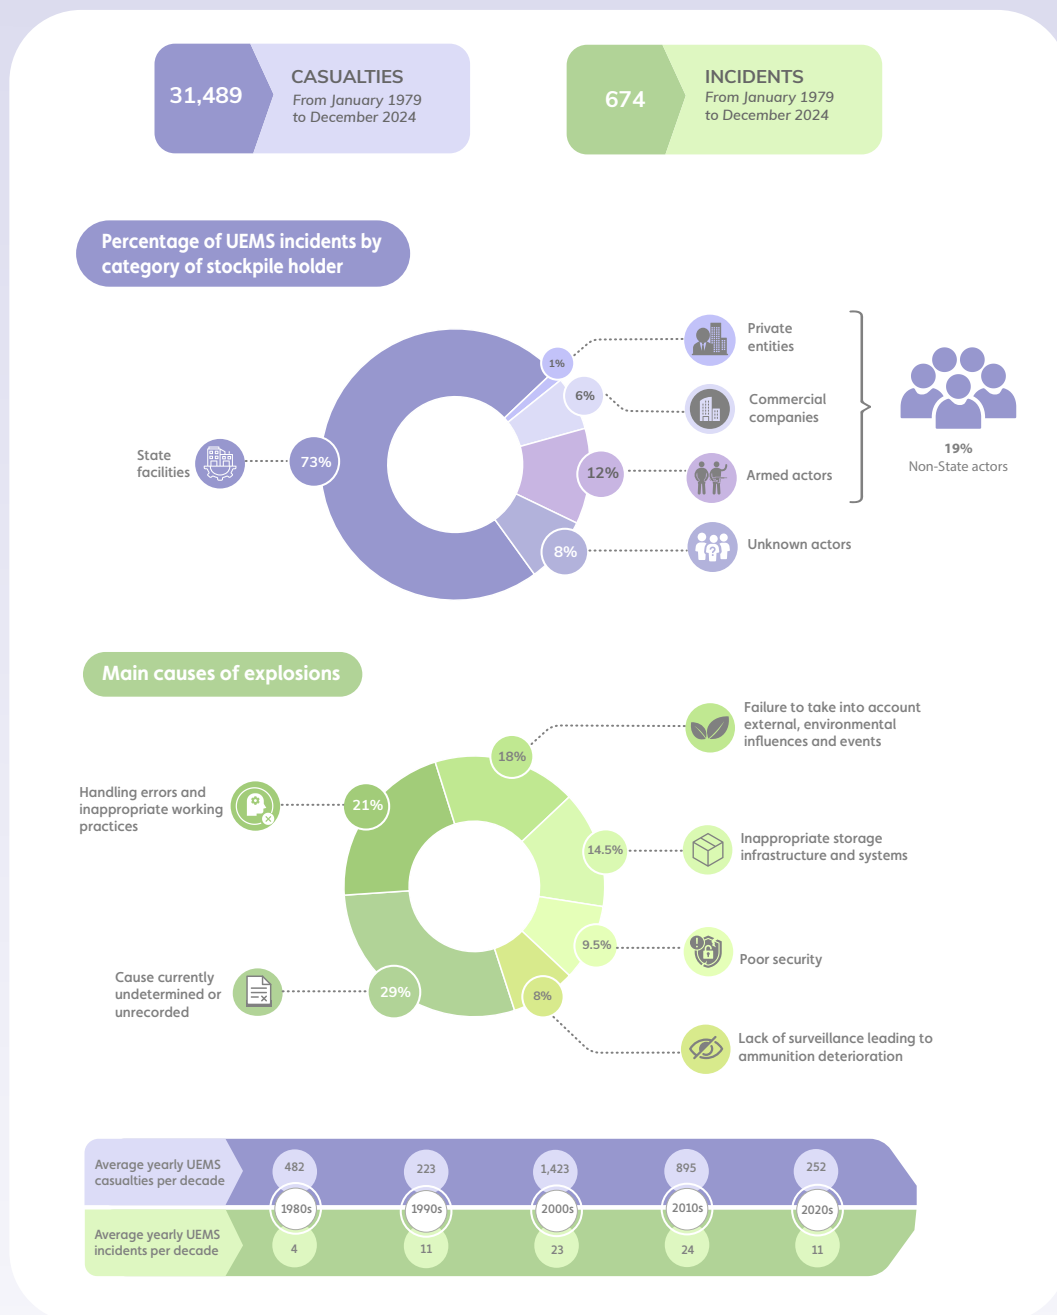 31,489
CASUALTIES
From January 1979
to December 2024
674
INCIDENTS
From January 1979
to December 2024
Percentage of UEMS incidents by
category of stockpile holder
State
facilities
73%
1%
Private
entities
6%
Commercial
companies
12%
Armed actors
8%
Unknown actors
19%
Non-State actors
Main causes of explosions
Handling errors and
inappropriate working
practices
21%
18%
Failure to take into account
external, environmental
influences and events
14.5%
Inappropriate storage
infrastructure and systems
9.5%
Poor security
8%
Lack of surveillance leading to
ammunition deterioration
Cause currently
undetermined or
unrecorded
29%
Average yearly UEMS
casualties per decade
482
223
1,423
895
252
1980s
1990s
2000s
2010s
2020s
Average yearly UEMS
incidents per decade
4
11
23
24
11